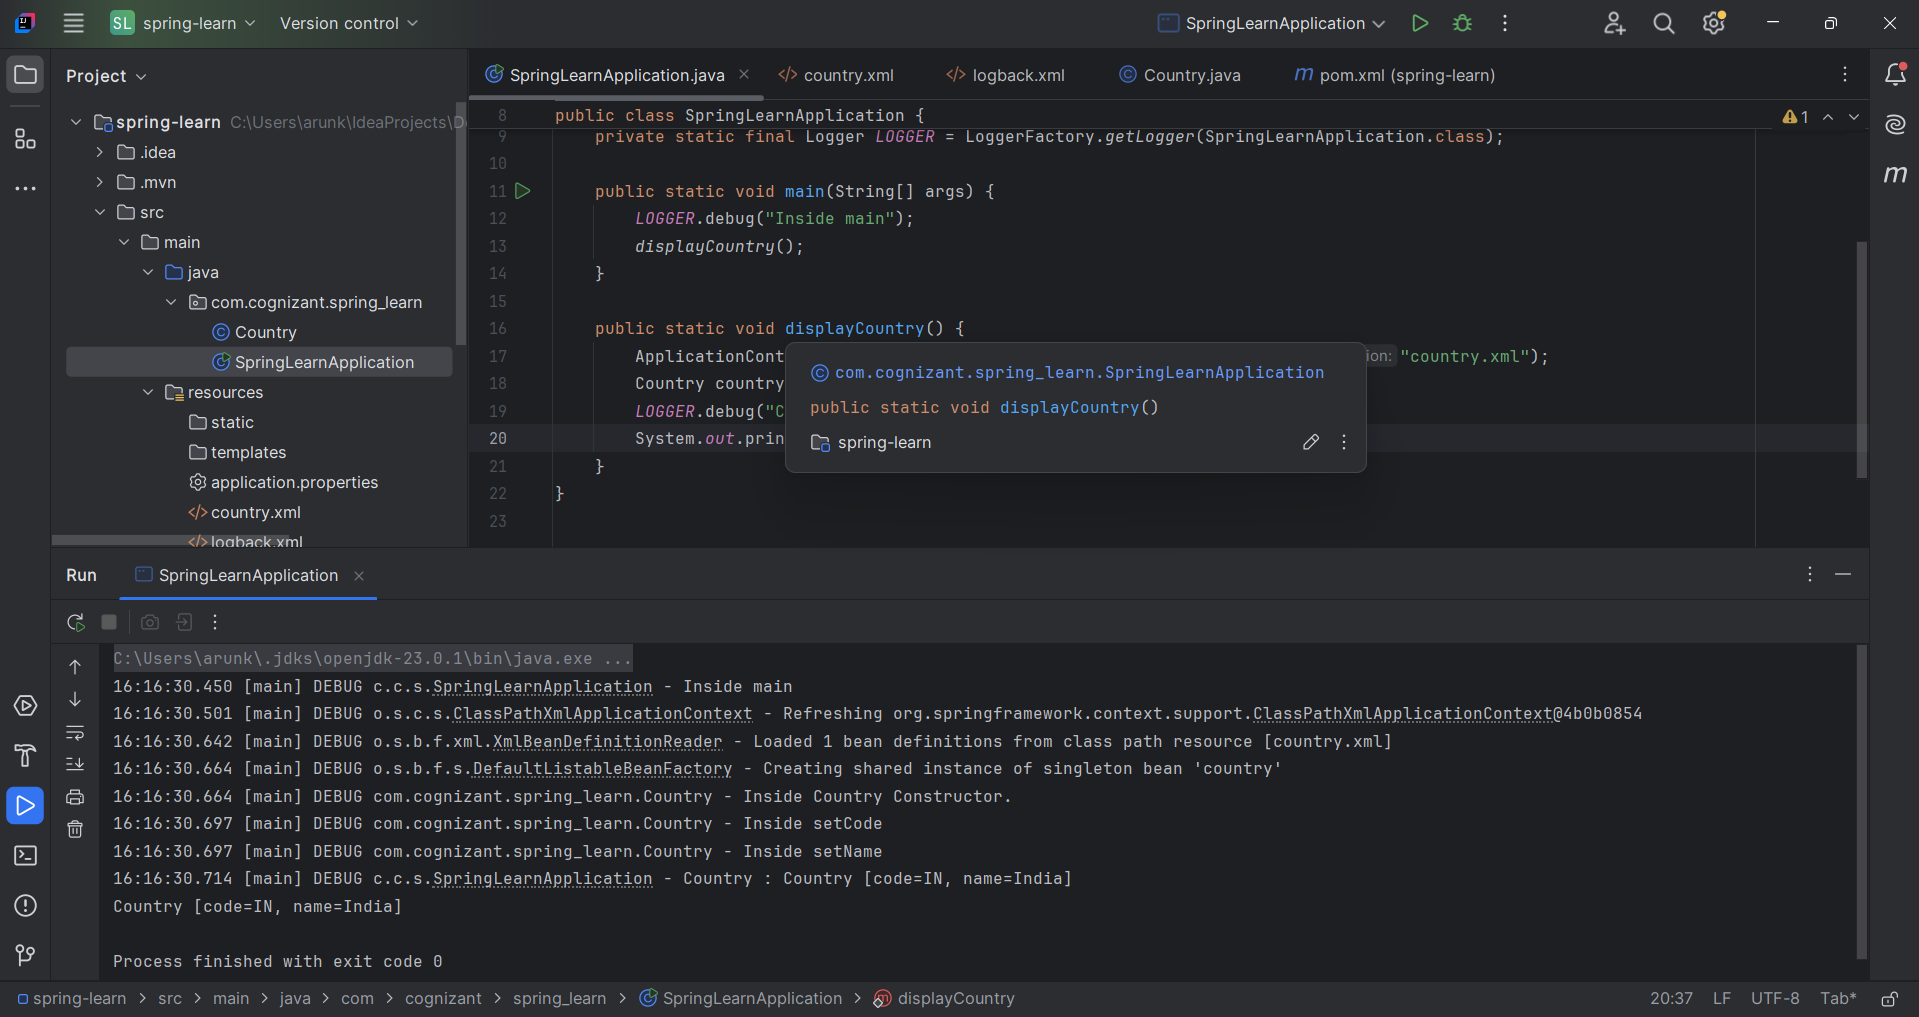 SL spring-learn Version control SpringLearnApplication
Project
spring-learn C:\Users\arunk\IdeaProjects\D
.idea
.mvn
src
main
java
com.cognizant.spring_learn
Country
SpringLearnApplication
resources
static
templates
application.properties
country.xml
logback.xml
SpringLearnApplication.java country.xml logback.xml Country.java pom.xml (spring-learn)
1
8 public class SpringLearnApplication {
9 private static final Logger LOGGER = LoggerFactory.getLogger(SpringLearnApplication.class);
10
11 public static void main(String[] args) {
12 LOGGER.debug("Inside main");
13 displayCountry();
14 }
15
16 public static void displayCountry() {
17 ApplicationCont ion: "country.xml");
18 Country country
19 LOGGER.debug("C
20 System.out.prin
21 }
22 }
23
com.cognizant.spring_learn.SpringLearnApplication
public static void displayCountry()
spring-learn
Run SpringLearnApplication
C:\Users\arunk\.jdks\openjdk-23.0.1\bin\java.exe ...
16:16:30.450 [main] DEBUG c.c.s.SpringLearnApplication - Inside main
16:16:30.501 [main] DEBUG o.s.c.s.ClassPathXmlApplicationContext - Refreshing org.springframework.context.support.ClassPathXmlApplicationContext@4b0b0854
16:16:30.642 [main] DEBUG o.s.b.f.xml.XmlBeanDefinitionReader - Loaded 1 bean definitions from class path resource [country.xml]
16:16:30.664 [main] DEBUG o.s.b.f.s.DefaultListableBeanFactory - Creating shared instance of singleton bean 'country'
16:16:30.664 [main] DEBUG com.cognizant.spring_learn.Country - Inside Country Constructor.
16:16:30.697 [main] DEBUG com.cognizant.spring_learn.Country - Inside setCode
16:16:30.697 [main] DEBUG com.cognizant.spring_learn.Country - Inside setName
16:16:30.714 [main] DEBUG c.c.s.SpringLearnApplication - Country : Country [code=IN, name=India]
Country [code=IN, name=India]
Process finished with exit code 0
spring-learn > src > main > java > com > cognizant > spring_learn > SpringLearnApplication > displayCountry 20:37 LF UTF-8 Tab*